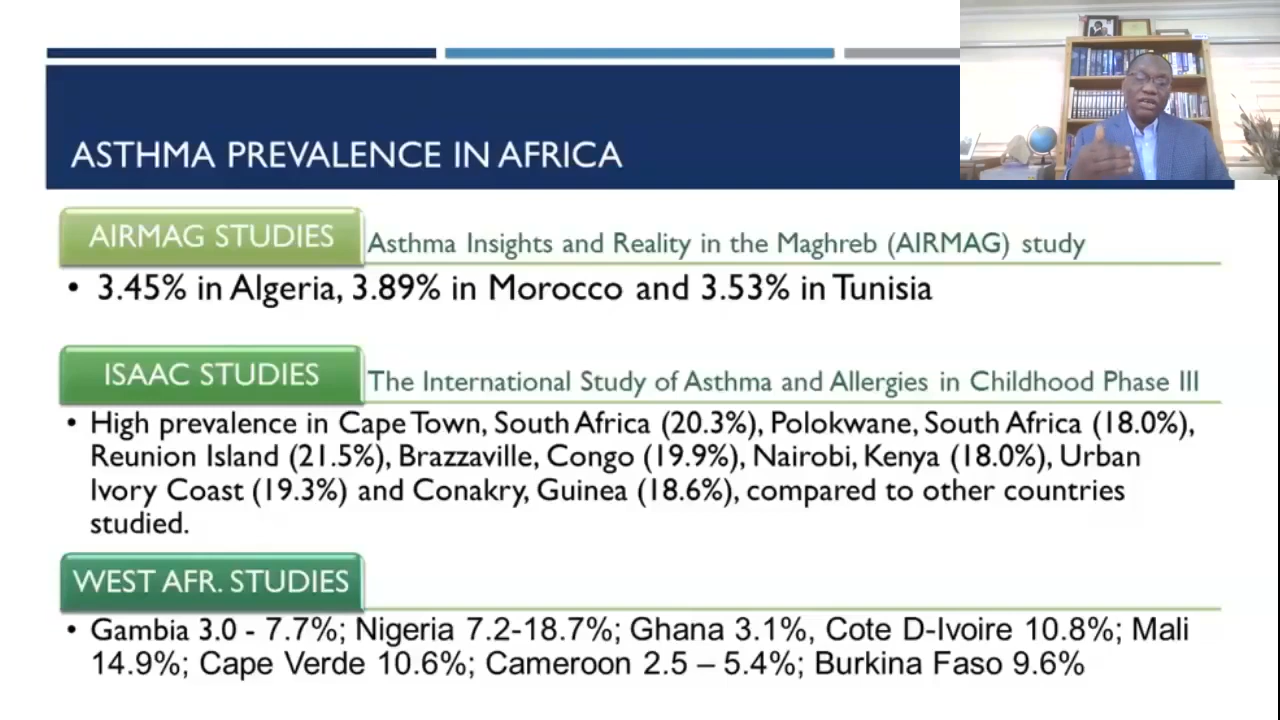 ASTHMA PREVALENCE IN AFRICA
AIRMAG STUDIES
Asthma Insights and Reality in the Maghreb (AIRMAG) study
• 3.45% in Algeria, 3.89% in Morocco and 3.53% in Tunisia
ISAAC STUDIES
The International Study of Asthma and Allergies in Childhood Phase III
• High prevalence in Cape Town, South Africa (20.3%), Polokwane, South Africa (18.0%),
Reunion Island (21.5%), Brazzaville, Congo (19.9%), Nairobi, Kenya (18.0%), Urban
Ivory Coast (19.3%) and Conakry, Guinea (18.6%), compared to other countries
studied.
WEST AFR. STUDIES
• Gambia 3.0 - 7.7%; Nigeria 7.2-18.7%; Ghana 3.1%, Cote D-Ivoire 10.8%; Mali
14.9%; Cape Verde 10.6%; Cameroon 2.5 – 5.4%; Burkina Faso 9.6%